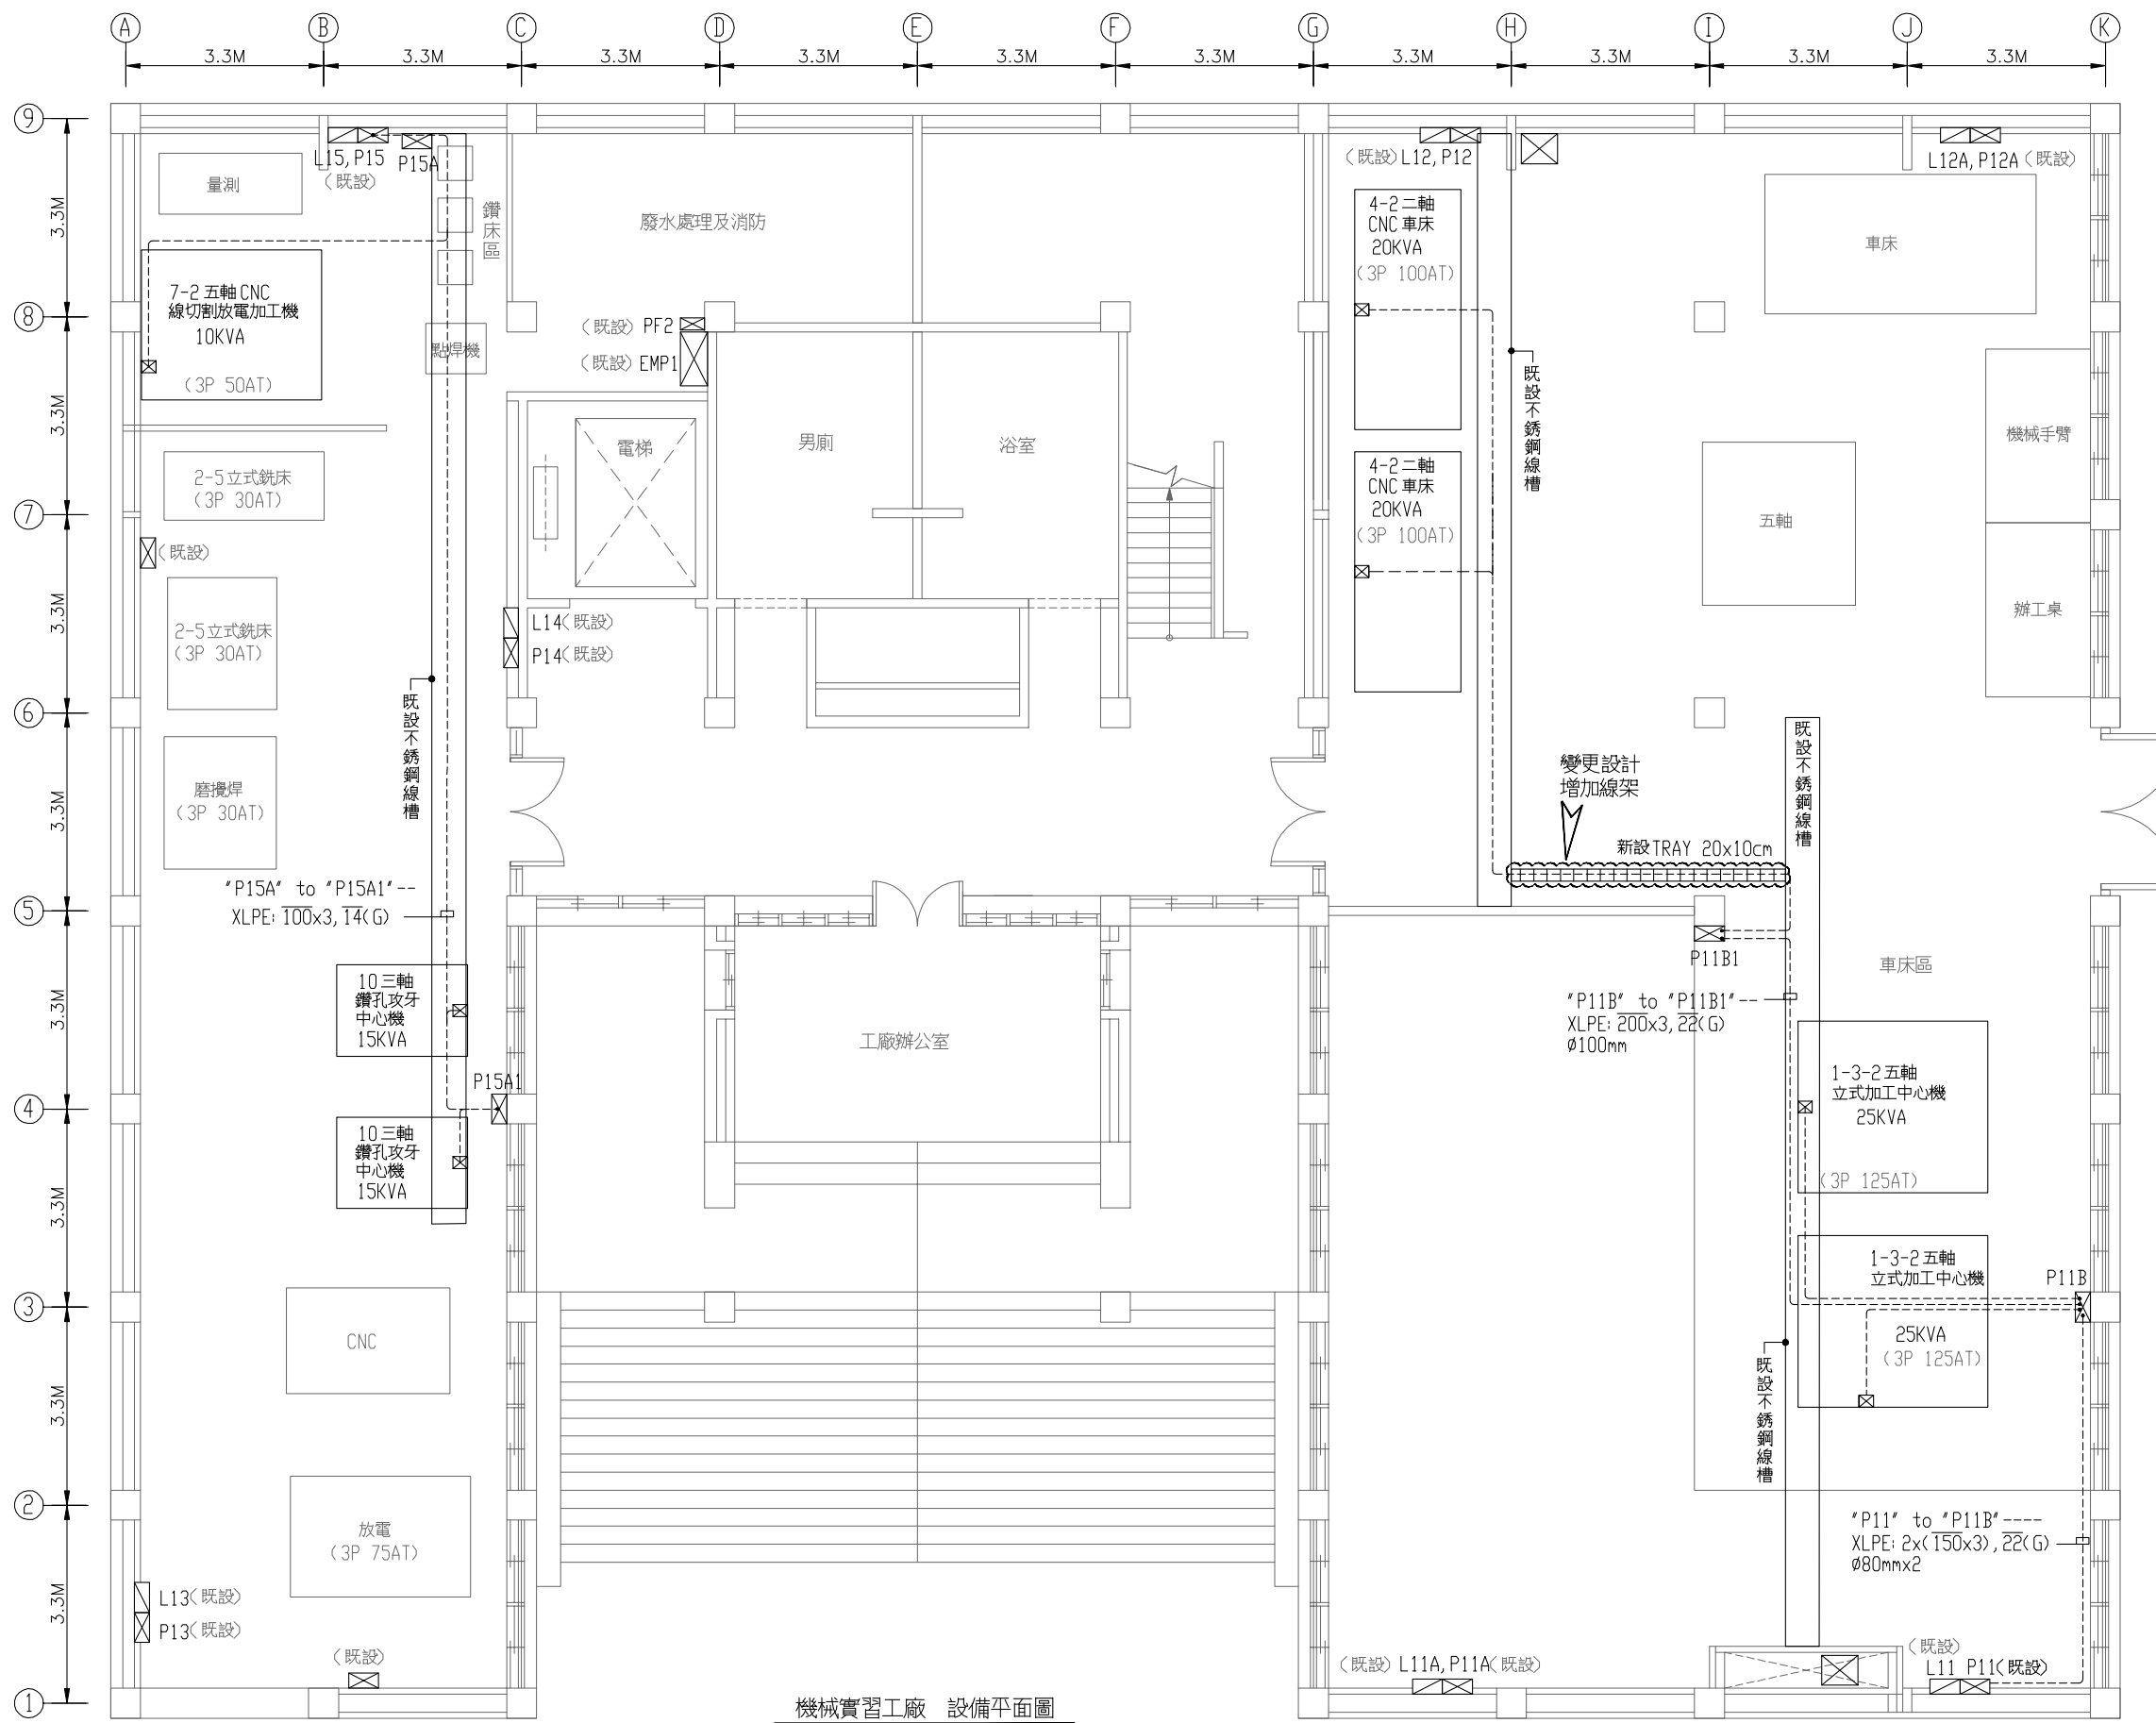 A B C D E F G H I J K
3.3M 3.3M 3.3M 3.3M 3.3M 3.3M 3.3M 3.3M 3.3M 3.3M
9
8
7
6
5
4
3
2
1
3.3M
3.3M
3.3M
3.3M
3.3M
3.3M
3.3M
3.3M
量測
L15, P15
(既設)
P15A
鑽床區
7-2 五軸 CNC
線切割放電加工機
10KVA
(3P 50AT)
點焊機
2-5 立式銑床
(3P 30AT)
(既設)
2-5 立式銑床
(3P 30AT)
既設不銹鋼線槽
磨攪焊
(3P 30AT)
"P15A" to "P15A1"--
XLPE: 100x3, 14(G)
10 三軸
鑽孔攻牙
中心機
15KVA
P15A1
10 三軸
鑽孔攻牙
中心機
15KVA
CNC
放電
(3P 75AT)
L13(既設)
P13(既設)
(既設)
廢水處理及消防
(既設) PF2
(既設) EMP1
電梯
男廁
浴室
L14(既設)
P14(既設)
工廠辦公室
(既設) L12, P12
L12A, P12A (既設)
4-2 二軸
CNC 車床
20KVA
(3P 100AT)
車床
既設不銹鋼線槽
4-2 二軸
CNC 車床
20KVA
(3P 100AT)
機械手臂
五軸
辦工桌
既設不銹鋼線槽
變更設計
增加線架
新設 TRAY 20x10cm
P11B1
車床區
"P11B" to "P11B1"--
XLPE: 200x3, 22(G)
Ø100mm
1-3-2 五軸
立式加工中心機
25KVA
(3P 125AT)
1-3-2 五軸
立式加工中心機
25KVA
(3P 125AT)
P11B
既設不銹鋼線槽
"P11" to "P11B"----
XLPE: 2x(150x3), 22(G)
Ø80mmx2
(既設) L11A, P11A(既設)
(既設)
L11 P11(既設)
機械實習工廠 設備平面圖